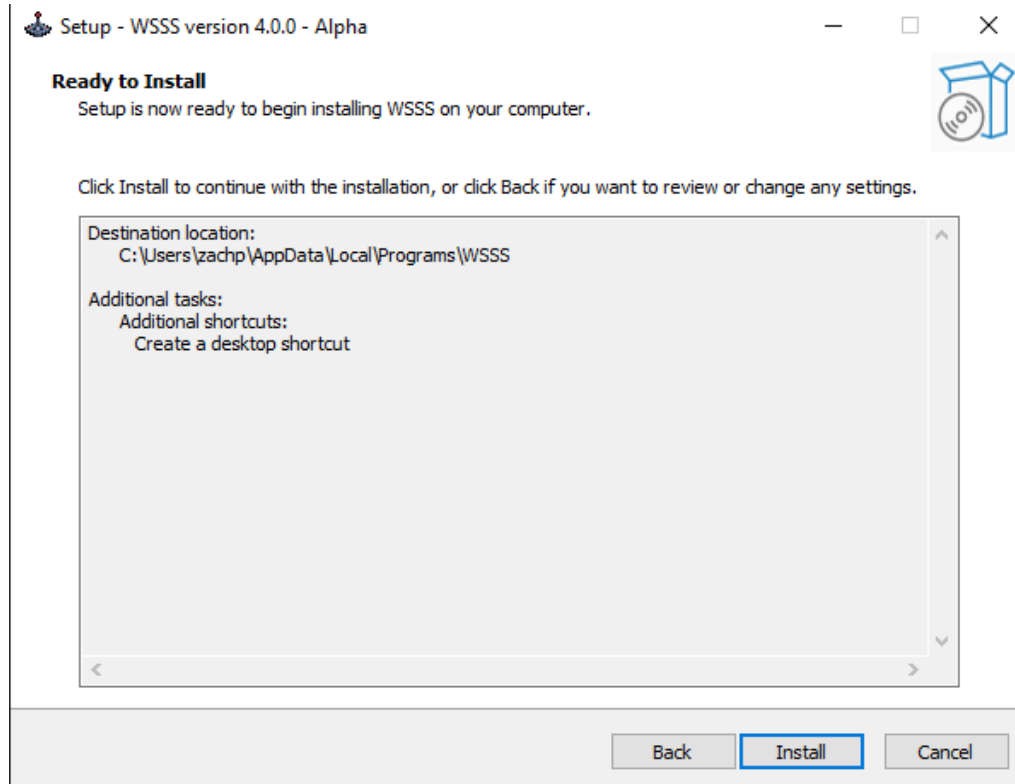 Setup - WSSS version 4.0.0 - Alpha
Ready to Install
Setup is now ready to begin installing WSSS on your computer.
Click Install to continue with the installation, or click Back if you want to review or change any settings.
Destination location:
C:\Users\zachp\AppData\Local\Programs\WSSS
Additional tasks:
Additional shortcuts:
Create a desktop shortcut
Back Install Cancel